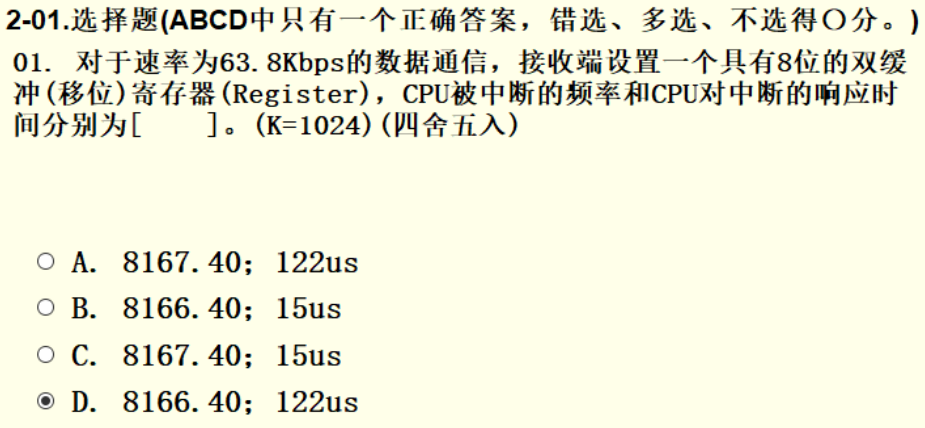 2-01.选择题(ABCD中只有一个正确答案，错选、多选、不选得〇分。)
01. 对于速率为63.8Kbps的数据通信，接收端设置一个具有8位的双缓
冲(移位)寄存器(Register)，CPU被中断的频率和CPU对中断的响应时
间分别为[    ]。(K=1024)(四舍五入)
A. 8167.40；122us
B. 8166.40；15us
C. 8167.40；15us
D. 8166.40；122us